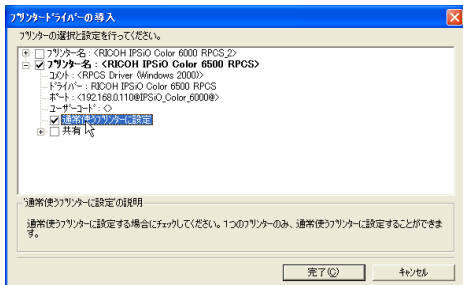 プリンタードライバーの導入
プリンターの選択と設定を行ってください。
プリンター名 : <RICOH IPSiO Color 6000 RPCS_2>
プリンター名 : <RICOH IPSiO Color 6500 RPCS>
コメント : <RPCS Driver (Windows 2000)>
ドライバー : RICOH IPSiO Color 6500 RPCS
ポート : <192.168.0.110@IPSiO_Color_6000@>
ユーザーコード : <>
通常使うプリンターに設定
共有
'通常使うプリンターに設定'の説明
通常使うプリンターに設定する場合にチェックしてください。1つのプリンターのみ、通常使うプリンターに設定することができま
す。
完了(C)
キャンセル